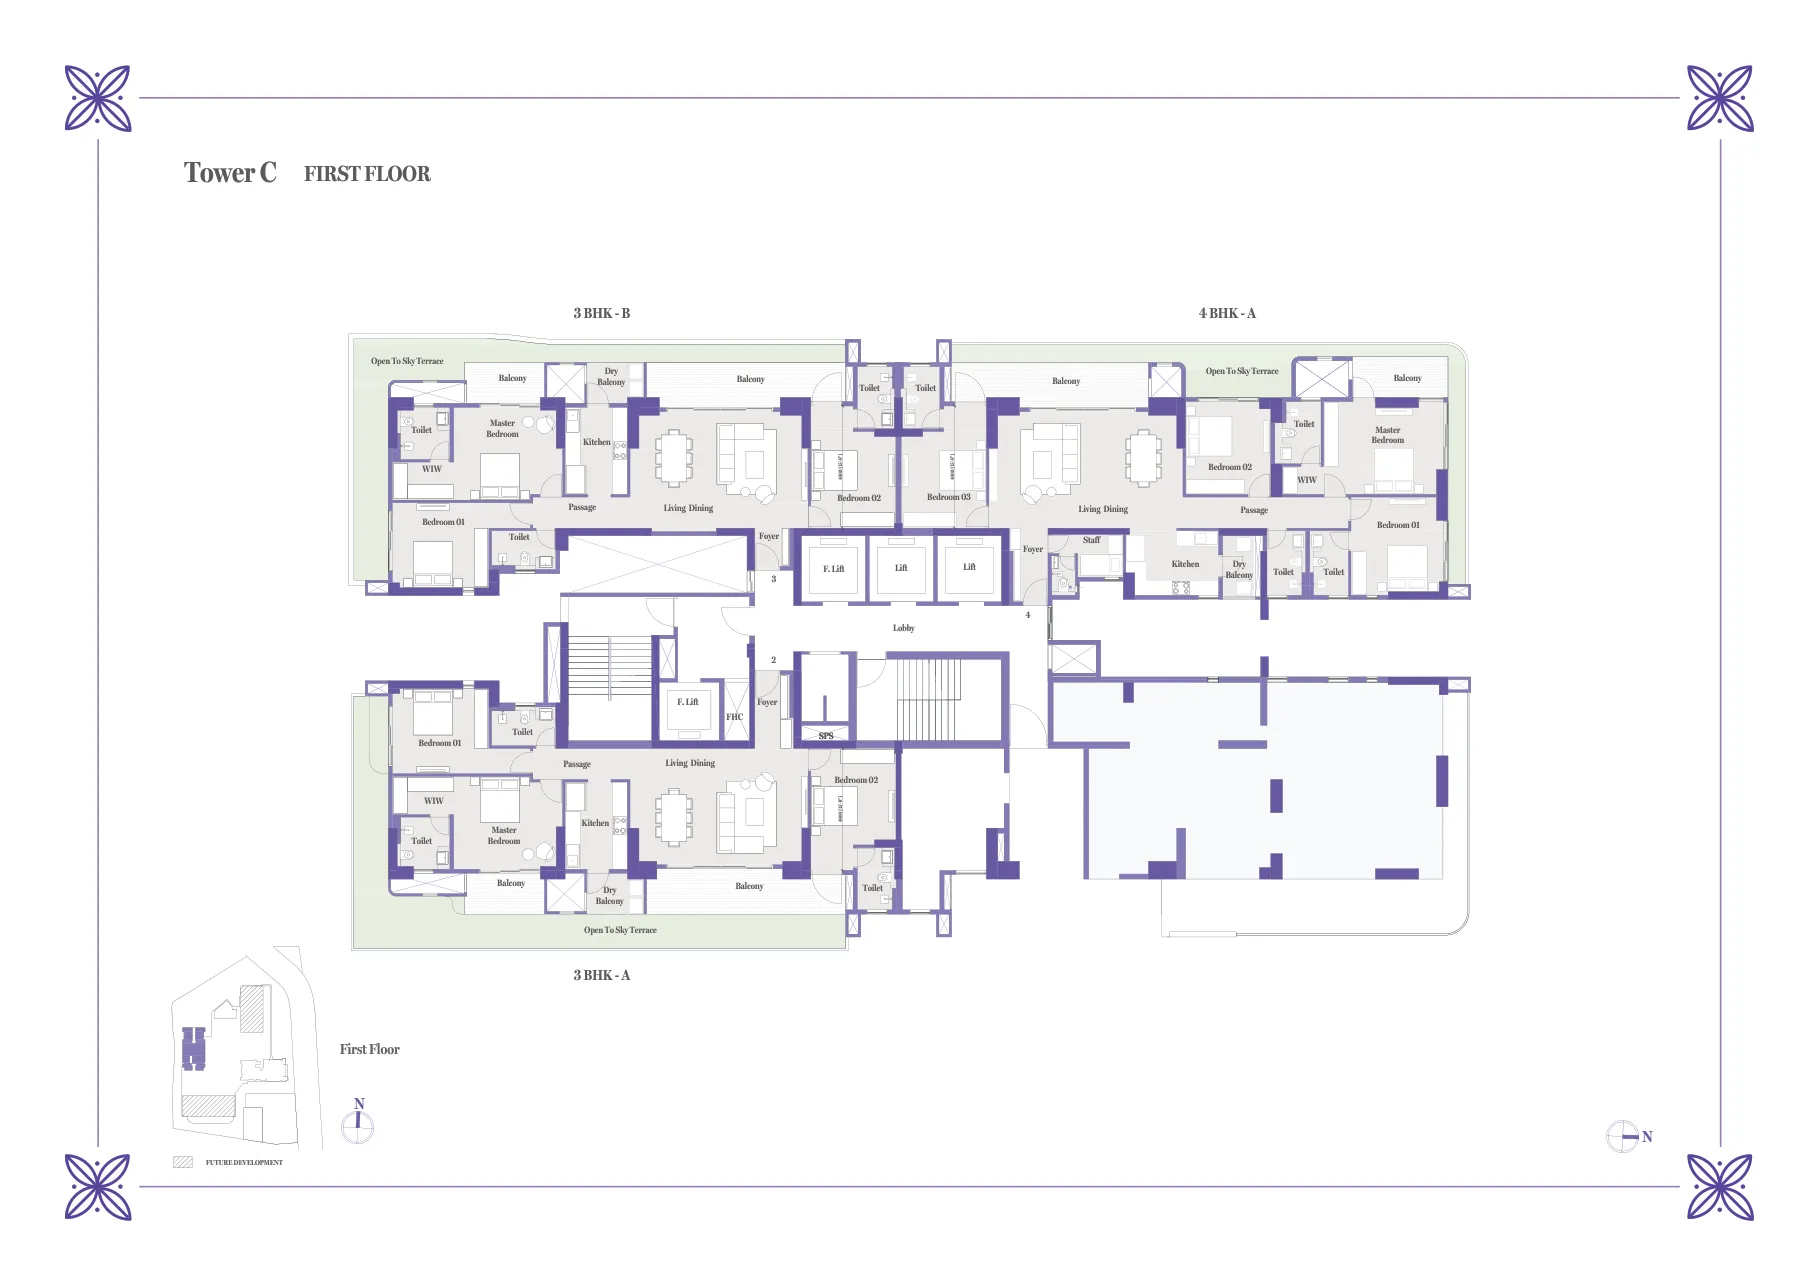 Tower C FIRST FLOOR
3 BHK - B
4 BHK - A
Open To Sky Terrace
Balcony
Dry
Balcony
Balcony
Toilet
Toilet
Balcony
Open To Sky Terrace
Balcony
Toilet
Master
Bedroom
Kitchen
WIW
Living Dining
Bedroom 02
Bedroom 03
Living Dining
Bedroom 02
Toilet
Master
Bedroom
WIW
Passage
Bedroom 01
Passage
Bedroom 01
Toilet
Foyer
F. Lift
Lift
Lift
Foyer
Staff
Kitchen
Dry
Balcony
Toilet
Toilet
3
4
Lobby
2
F. Lift
FHC
Foyer
SPS
Bedroom 01
Toilet
Passage
Living Dining
Bedroom 02
WIW
Toilet
Master
Bedroom
Kitchen
Balcony
Dry
Balcony
Balcony
Toilet
Open To Sky Terrace
3 BHK - A
First Floor
N
FUTURE DEVELOPMENT
N